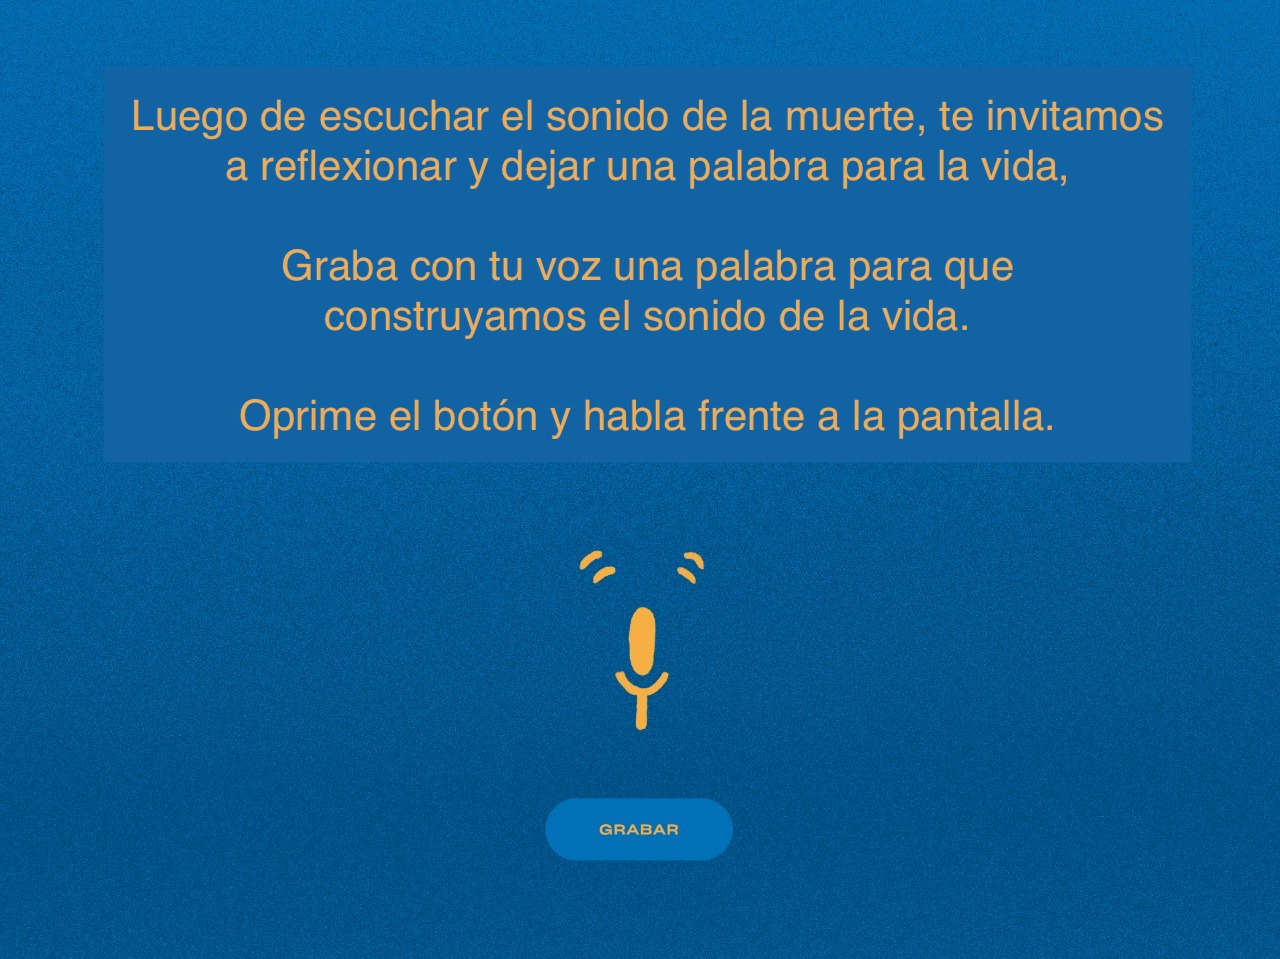 Luego de escuchar el sonido de la muerte, te invitamos
a reflexionar y dejar una palabra para la vida,
Graba con tu voz una palabra para que
construyamos el sonido de la vida.
Oprime el botón y habla frente a la pantalla.
GRABAR